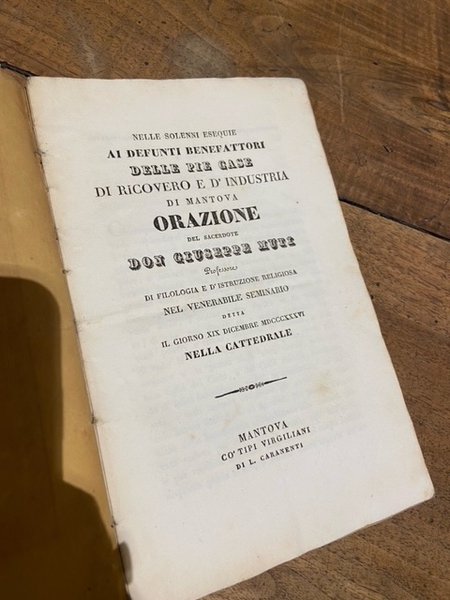 NELLE SOLENNI ESEQUIE
AI DEFUNTI BENEFATTORI
DELLE PIE CASE
DI RICOVERO E D' INDUSTRIA
DI MANTOVA
ORAZIONE
DEL SACERDOTE
DON GIUSEPPE MUTI
Professore
DI FILOLOGIA E D'ISTRUZIONE RELIGIOSA
NEL VENERABILE SEMINARIO
DETTA
IL GIORNO XIX DICEMBRE MDCCCXXXVI
NELLA CATTEDRALE
MANTOVA
CO' TIPI VIRGILIANI
DI L. CARANENTI